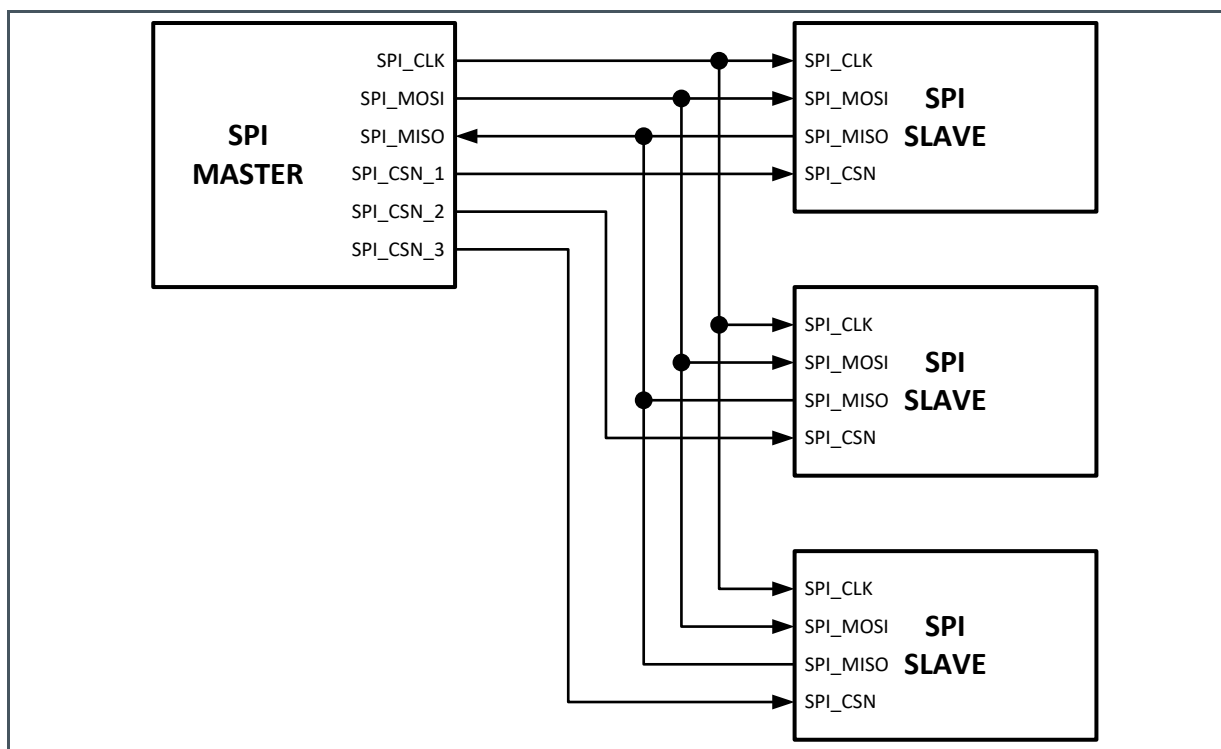 SPI_CLK
SPI_MOSI
SPI_MISO
SPI_CSN_1
SPI_CSN_2
SPI_CSN_3
SPI
MASTER
SPI_CLK
SPI_MOSI
SPI_MISO
SPI_CSN
SPI
SLAVE
SPI_CLK
SPI_MOSI
SPI_MISO
SPI_CSN
SPI
SLAVE
SPI_CLK
SPI_MOSI
SPI_MISO
SPI_CSN
SPI
SLAVE